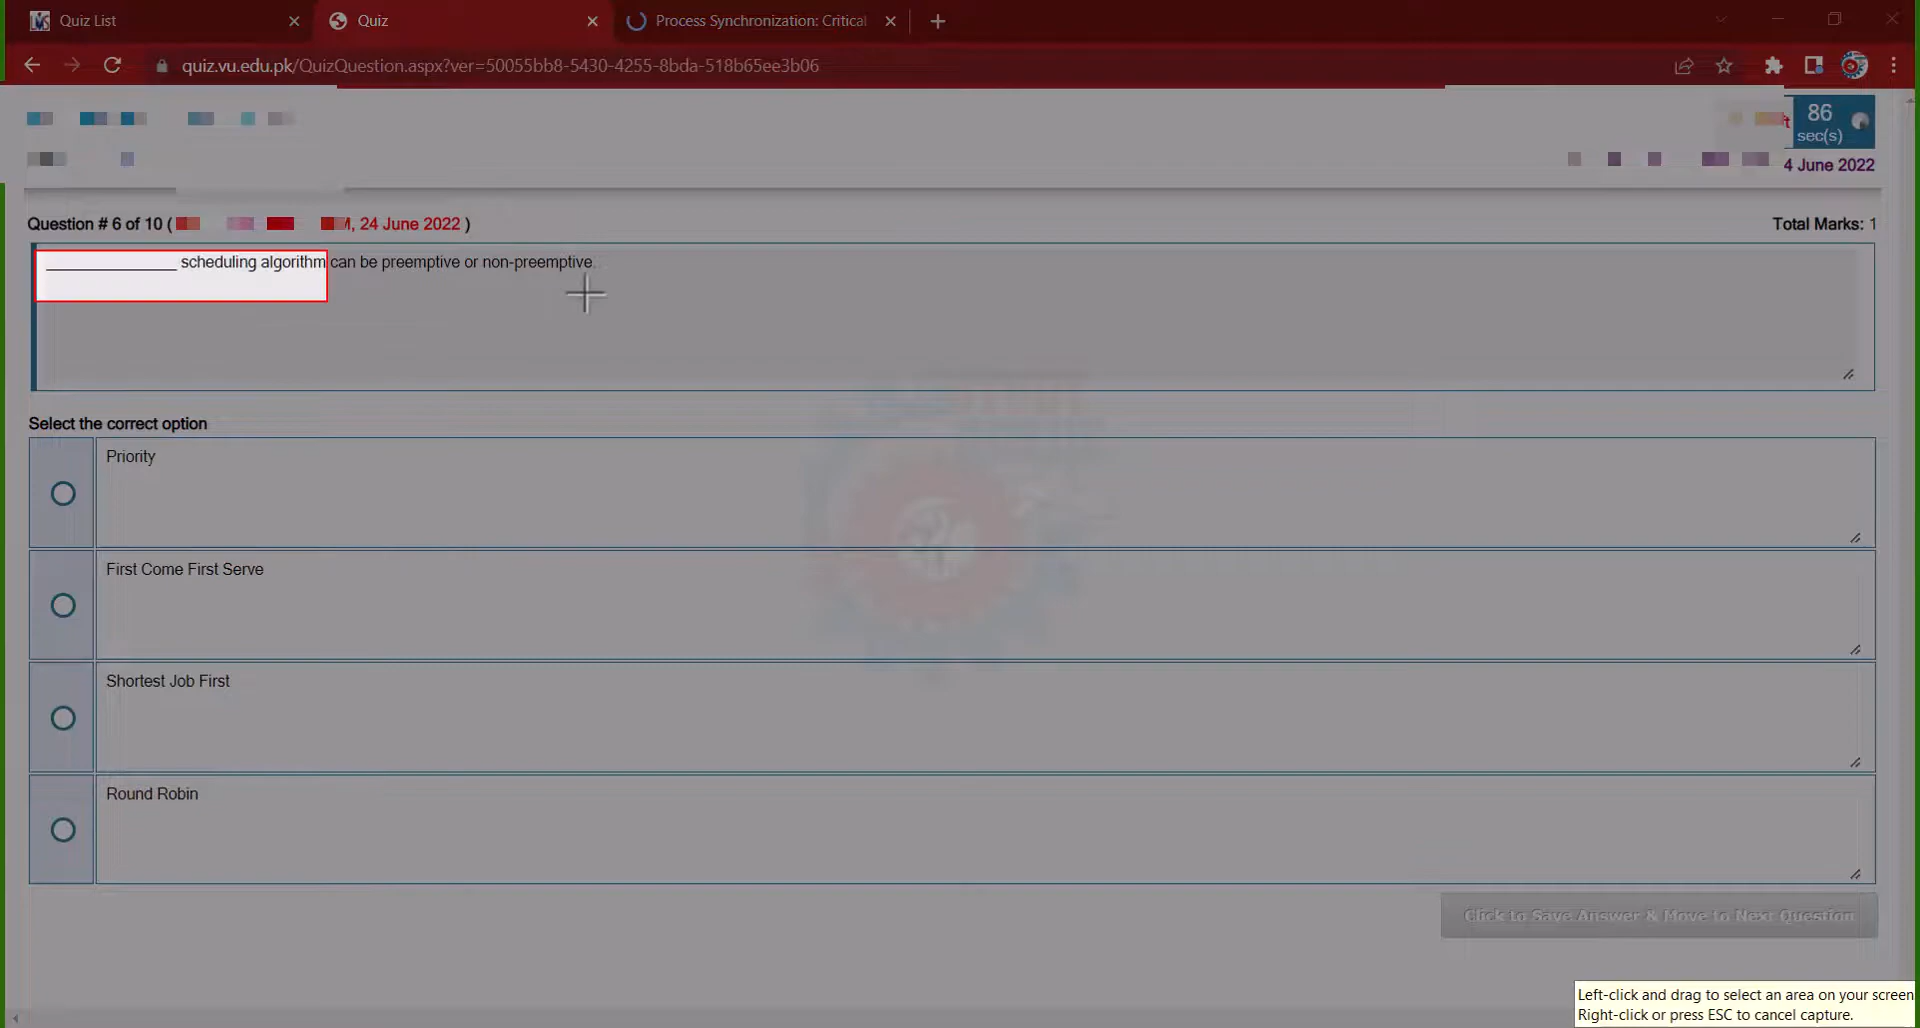 Quiz List
Quiz
Process Synchronization: Critical
quiz.vu.edu.pk/QuizQuestion.aspx?ver=50055bb8-5430-4255-8bda-518b65ee3b06
86
sec(s)
4 June 2022
Question # 6 of 10 ( M, 24 June 2022 )
Total Marks: 1
_______________ scheduling algorithm can be preemptive or non-preemptive.
Select the correct option
Priority
First Come First Serve
Shortest Job First
Round Robin
Click to Save Answer & Move to Next Question
Left-click and drag to select an area on your screen
Right-click or press ESC to cancel capture.